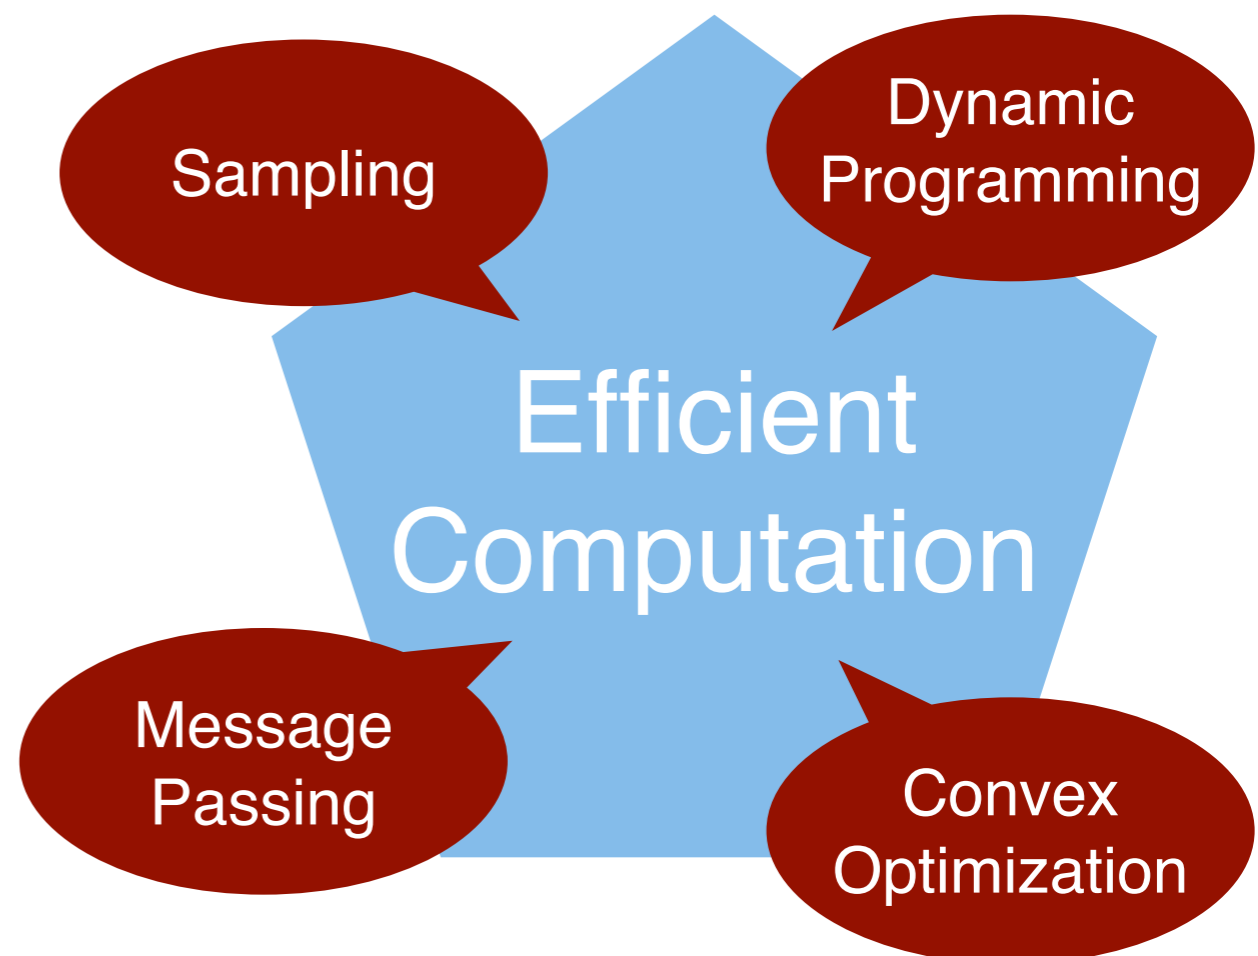 Sampling
Dynamic
Programming
Efficient
Computation
Message
Passing
Convex
Optimization